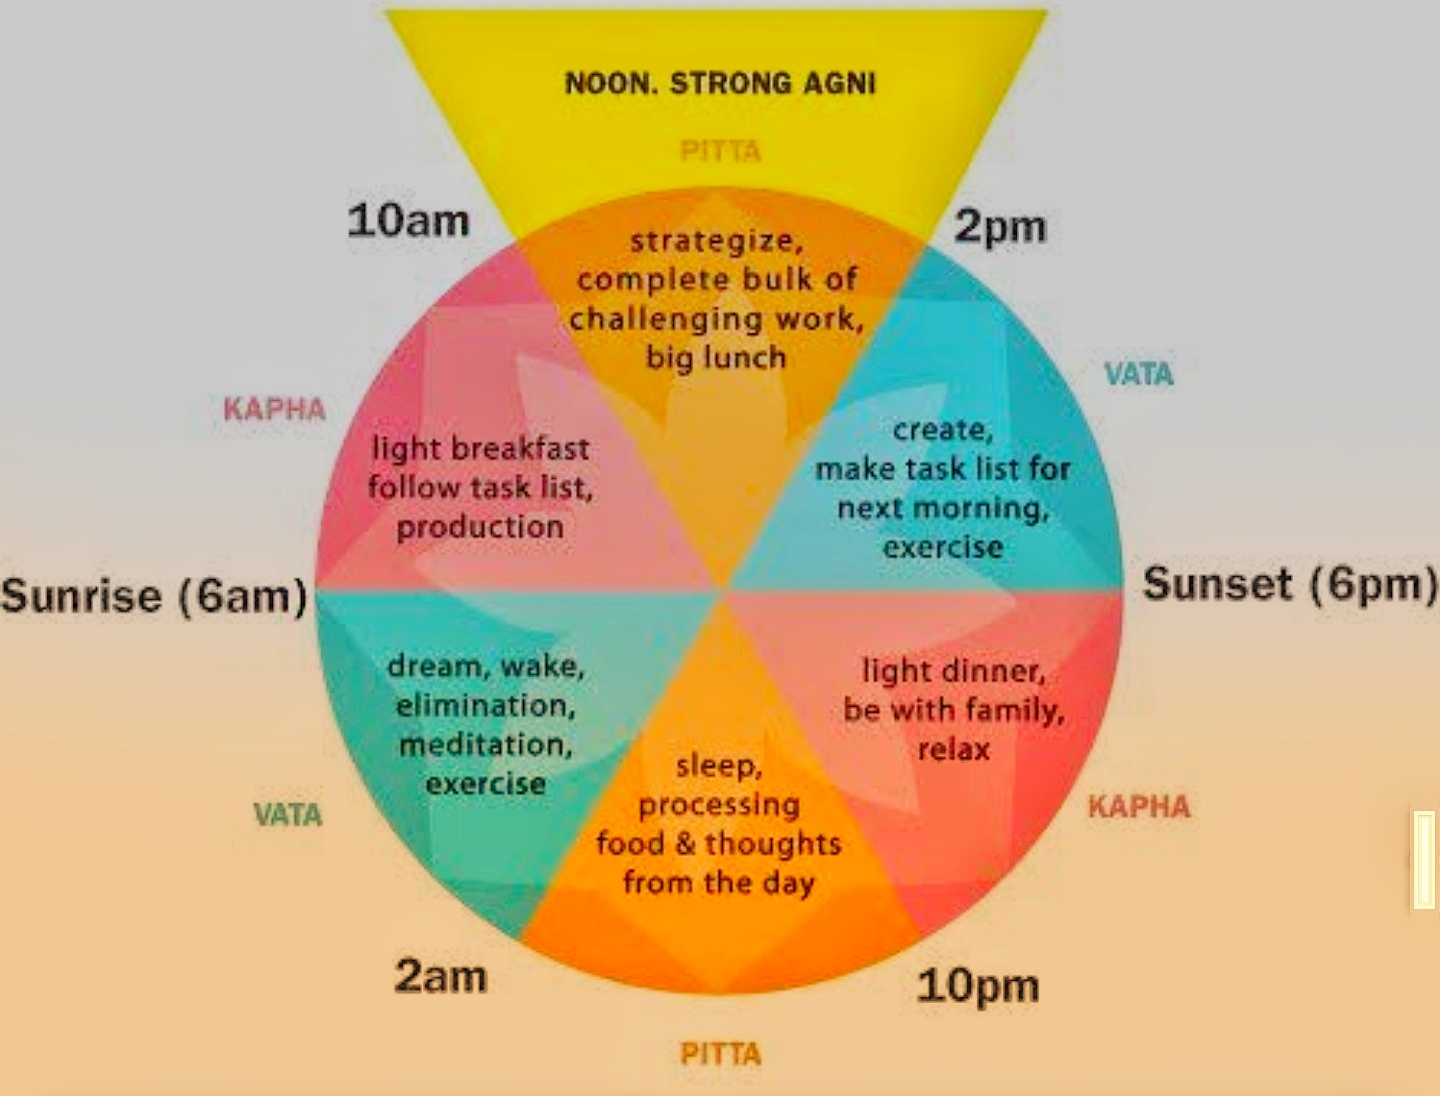 NOON. STRONG AGNI
PITTA
10am
2pm
strategize,
complete bulk of
challenging work,
big lunch
KAPHA
light breakfast
follow task list,
production
VATA
create,
make task list for
next morning,
exercise
Sunrise (6am)
Sunset (6pm)
dream, wake,
elimination,
meditation,
exercise
VATA
light dinner,
be with family,
relax
KAPHA
sleep,
processing
food & thoughts
from the day
2am
10pm
PITTA